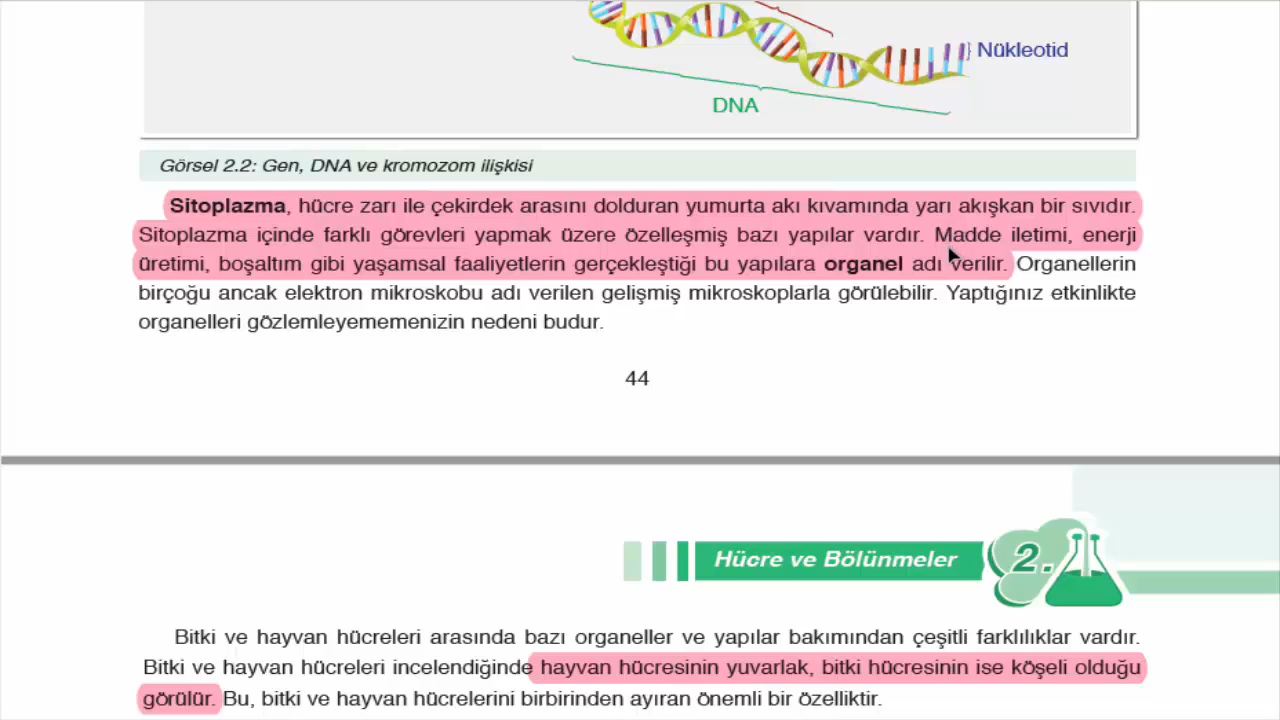 } Nükleotid
DNA
Görsel 2.2: Gen, DNA ve kromozom ilişkisi
Sitoplazma, hücre zarı ile çekirdek arasını dolduran yumurta akı kıvamında yarı akışkan bir sıvıdır.
Sitoplazma içinde farklı görevleri yapmak üzere özelleşmiş bazı yapılar vardır. Madde iletimi, enerji
üretimi, boşaltım gibi yaşamsal faaliyetlerin gerçekleştiği bu yapılara organel adı verilir. Organellerin
birçoğu ancak elektron mikroskobu adı verilen gelişmiş mikroskoplarla görülebilir. Yaptığınız etkinlikte
organelleri gözlemleyememenizin nedeni budur.
44
Hücre ve Bölünmeler
2.
Bitki ve hayvan hücreleri arasında bazı organeller ve yapılar bakımından çeşitli farklılıklar vardır.
Bitki ve hayvan hücreleri incelendiğinde hayvan hücresinin yuvarlak, bitki hücresinin ise köşeli olduğu
görülür. Bu, bitki ve hayvan hücrelerini birbirinden ayıran önemli bir özelliktir.